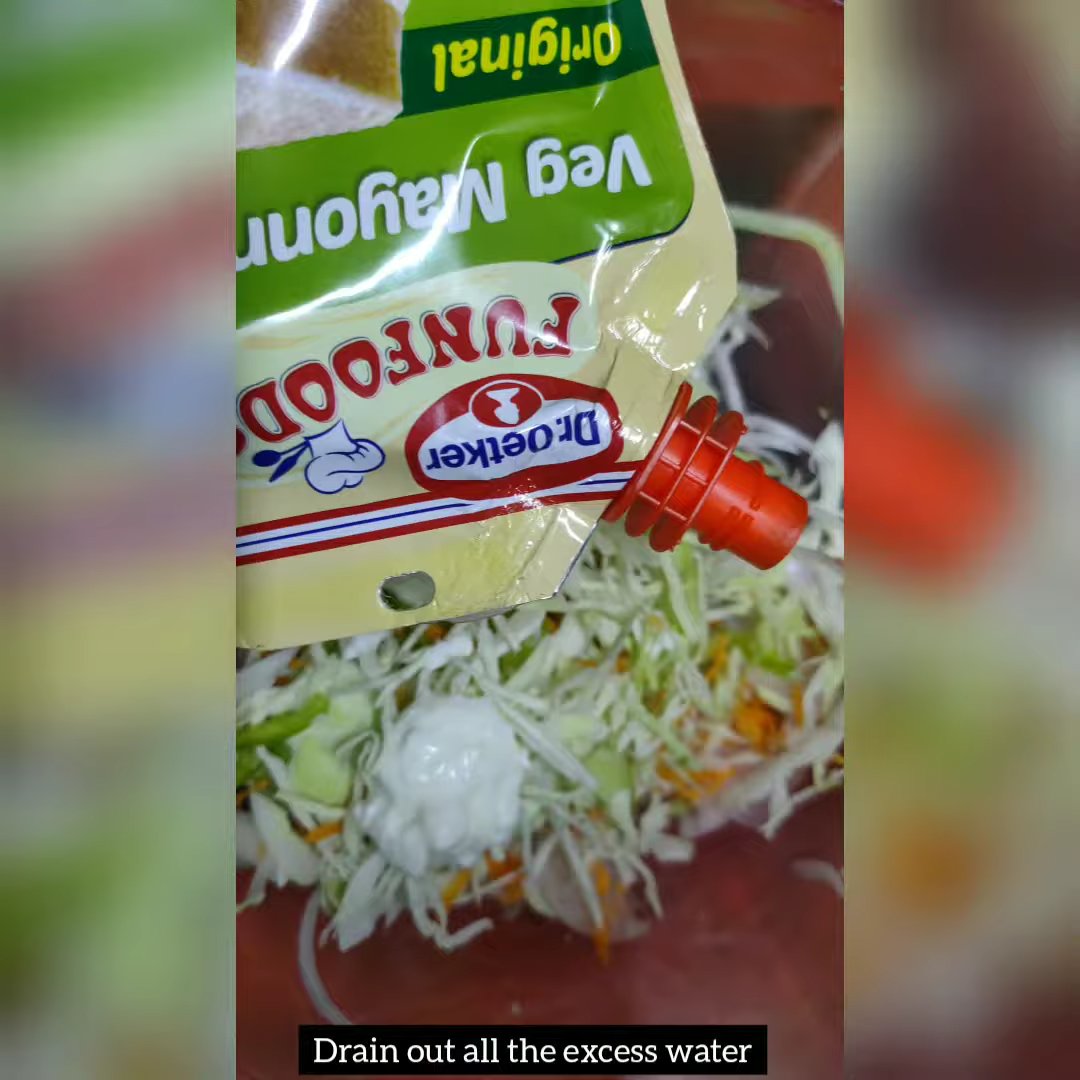 Original
Veg Mayonn
FUNFOODS
Dr.Oetker
Drain out all the excess water